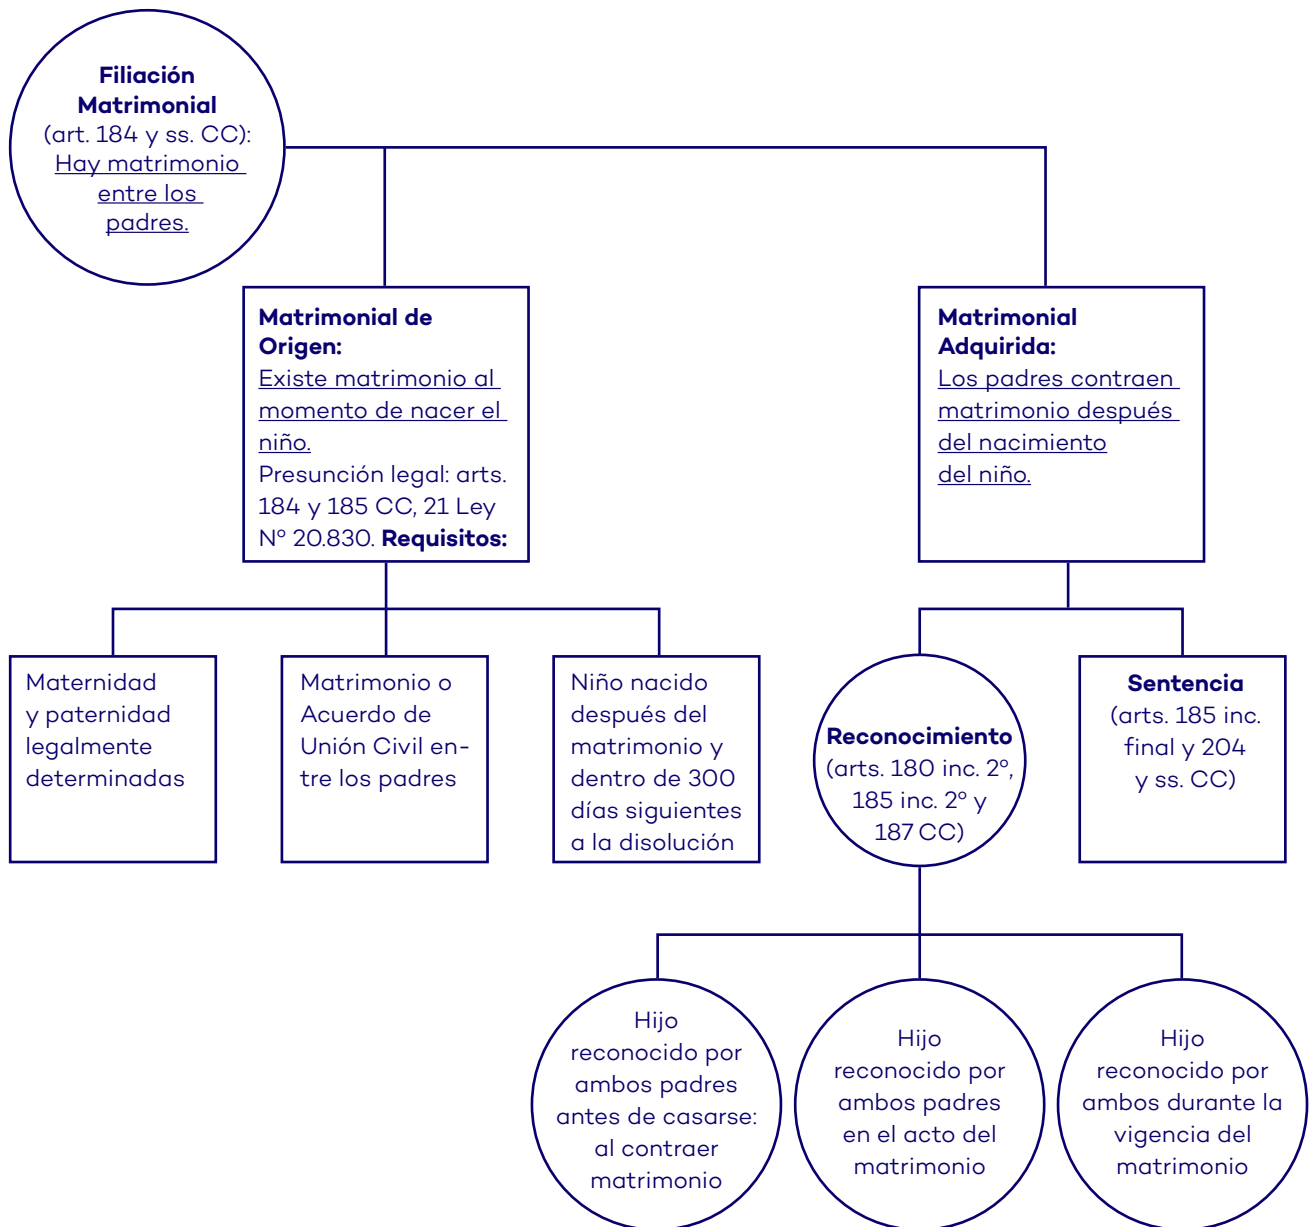 Filiación
Matrimonial
(art. 184 y ss. CC):
Hay matrimonio
entre los
padres.
Matrimonial de
Origen:
Existe matrimonio al
momento de nacer el
niño.
Presunción legal: arts.
184 y 185 CC, 21 Ley
N° 20.830. Requisitos:
Matrimonial
Adquirida:
Los padres contraen
matrimonio después
del nacimiento
del niño.
Maternidad
y paternidad
legalmente
determinadas
Matrimonio o
Acuerdo de
Unión Civil en-
tre los padres
Niño nacido
después del
matrimonio y
dentro de 300
días siguientes
a la disolución
Reconocimiento
(arts. 180 inc. 2°,
185 inc. 2° y
187 CC)
Sentencia
(arts. 185 inc.
final y 204
y ss. CC)
Hijo
reconocido por
ambos padres
antes de casarse:
al contraer
matrimonio
Hijo
reconocido por
ambos padres
en el acto del
matrimonio
Hijo
reconocido por
ambos durante la
vigencia del
matrimonio